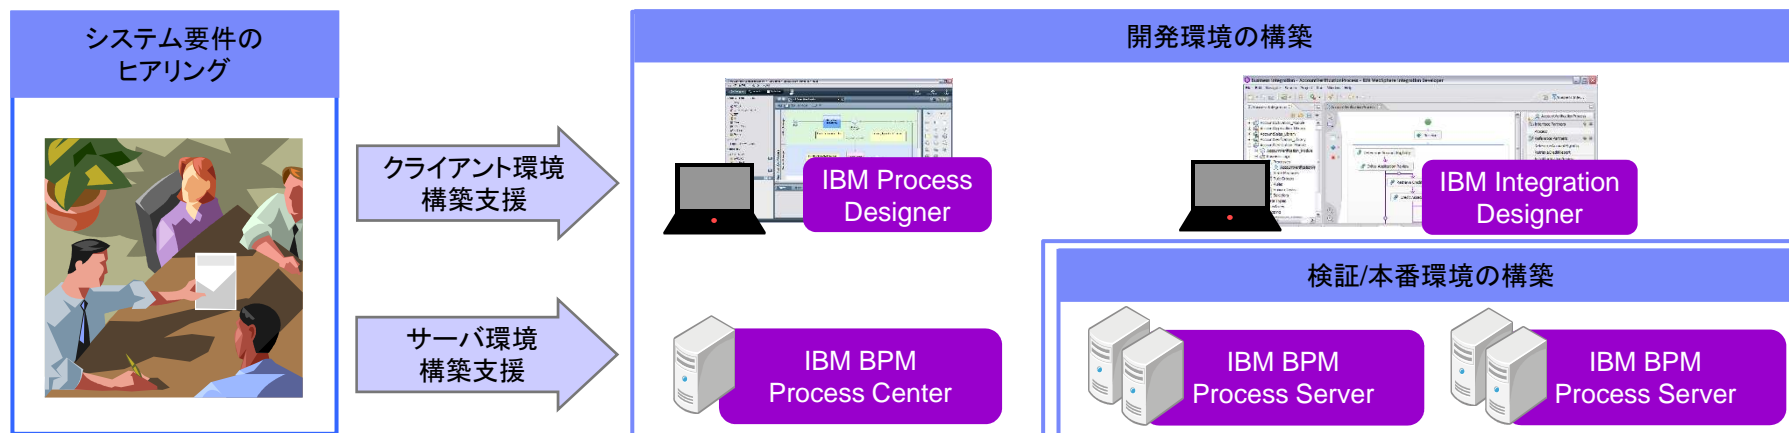 システム要件の
ヒアリング
クライアント環境
構築支援
サーバ環境
構築支援
開発環境の構築
IBM Process
Designer
IBM Integration
Designer
IBM BPM
Process Center
検証/本番環境の構築
IBM BPM
Process Server
IBM BPM
Process Server